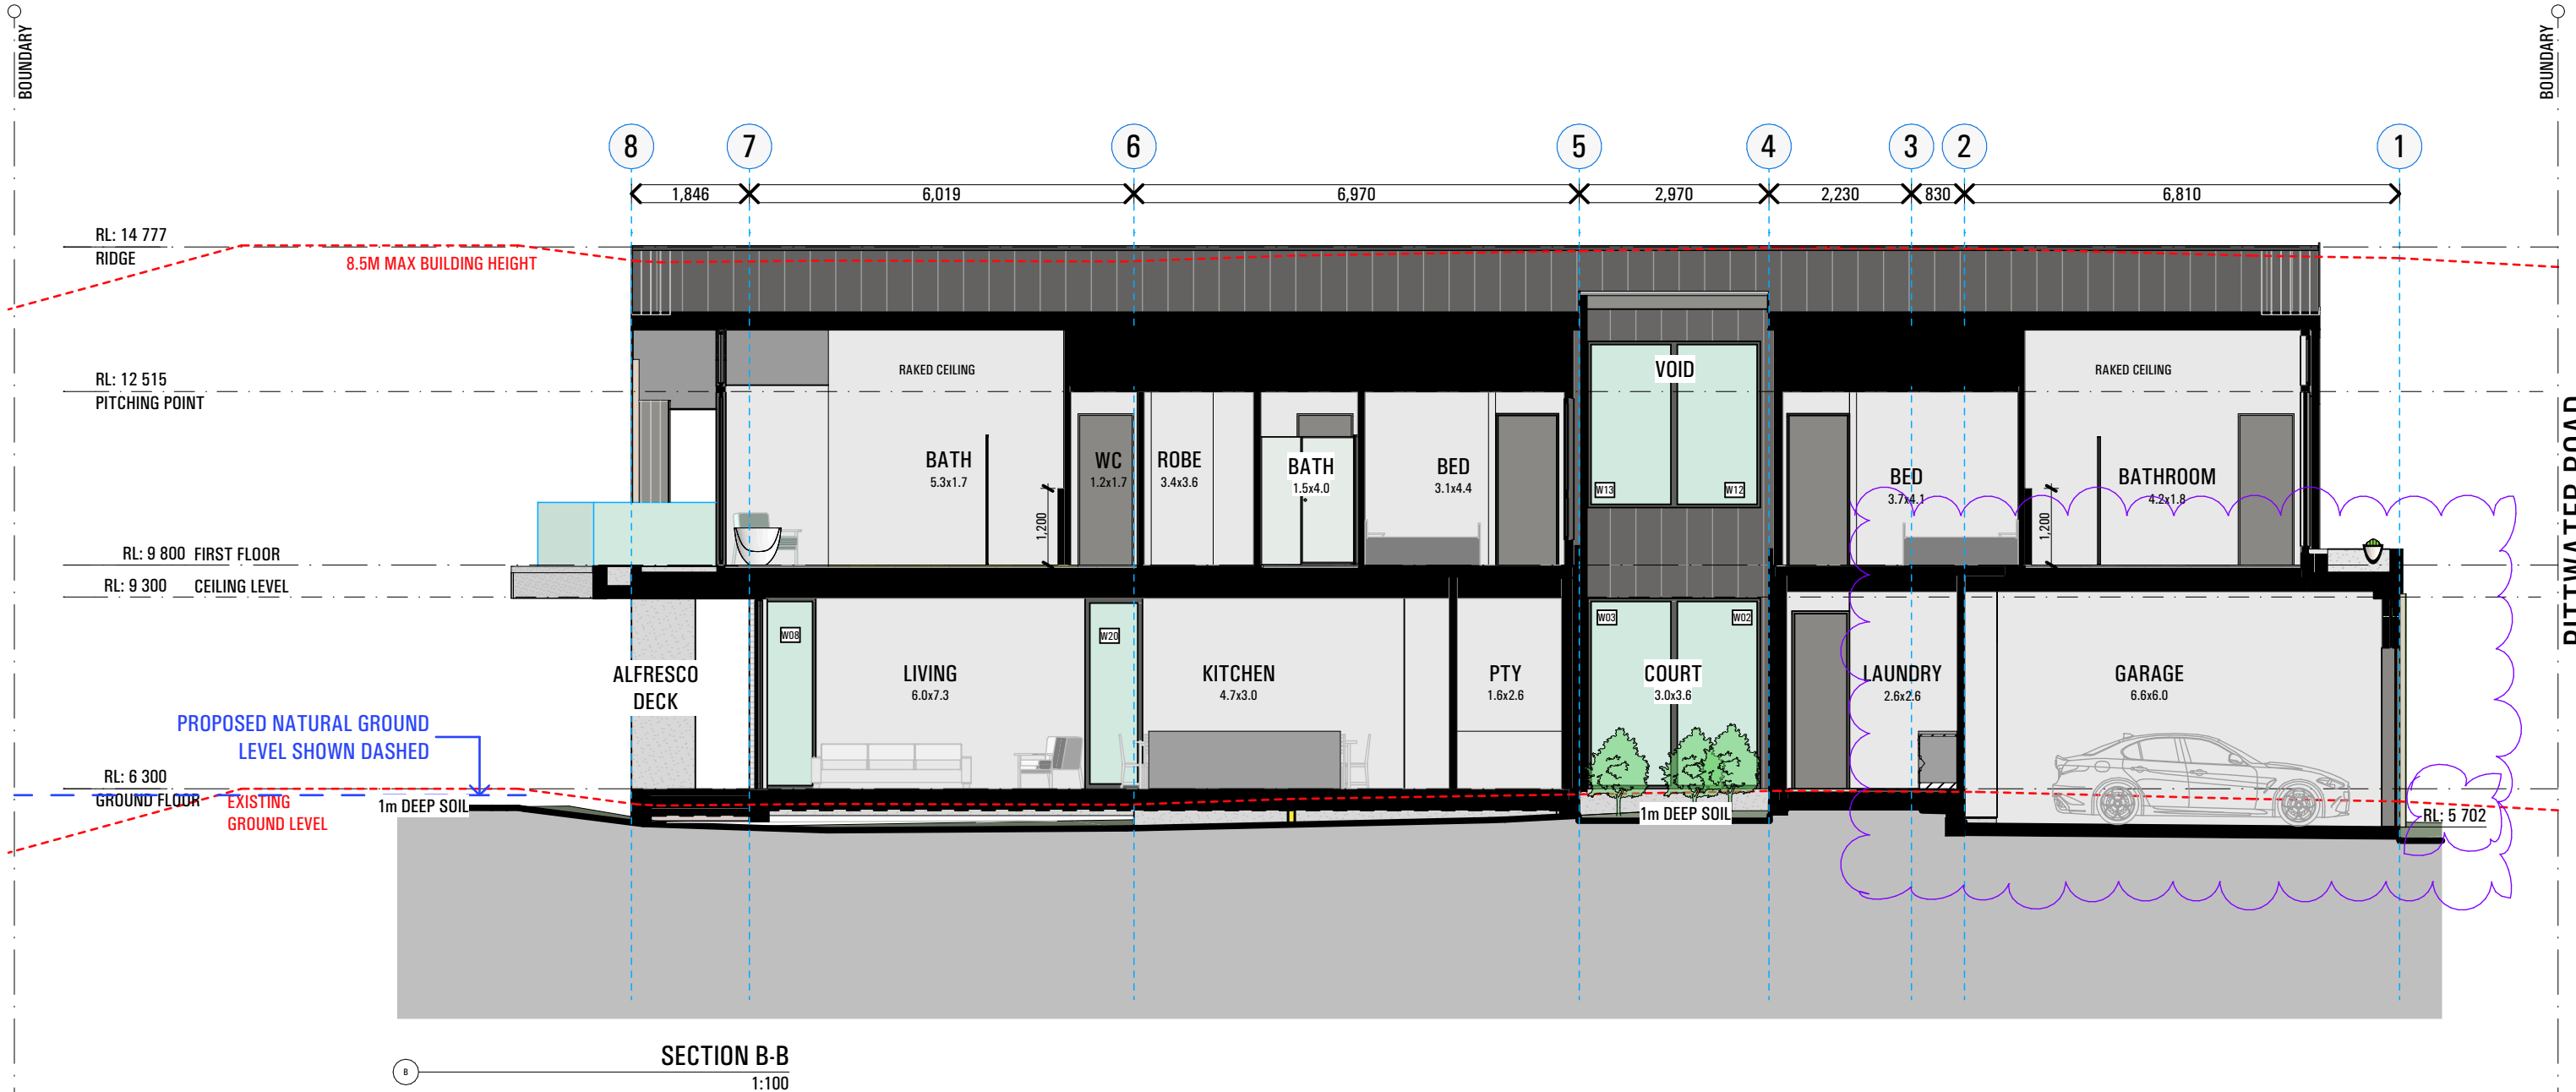 BOUNDARY
BOUNDARY
8
7
6
5
4
3
2
1
1,846
6,019
6,970
2,970
2,230
830
6,810
RL: 14 777
RIDGE
8.5M MAX BUILDING HEIGHT
RL: 12 515
PITCHING POINT
RAKED CEILING
VOID
RAKED CEILING
PITTWATER ROAD
BATH
5.3x1.7
WC
1.2x1.7
ROBE
3.4x3.6
BATH
1.5x4.0
BED
3.1x4.4
W13
W12
BED
3.7x4.1
BATHROOM
4.2x1.8
1,200
1,200
RL: 9 800 FIRST FLOOR
RL: 9 300 CEILING LEVEL
W08
W20
W03
W02
ALFRESCO
DECK
LIVING
6.0x7.3
KITCHEN
4.7x3.0
PTY
1.6x2.6
COURT
3.0x3.6
LAUNDRY
2.6x2.6
GARAGE
6.6x6.0
PROPOSED NATURAL GROUND
LEVEL SHOWN DASHED
RL: 6 300
GROUND FLOOR
EXISTING
GROUND LEVEL
1m DEEP SOIL
1m DEEP SOIL
RL: 5 702
SECTION B-B
B
1:100